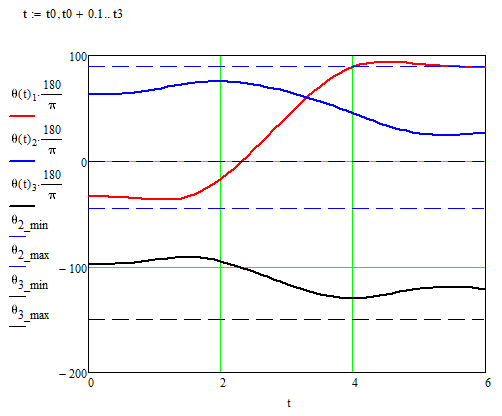 t := t0, t0 + 0.1 .. t3
θ(t)₁·180/π
θ(t)₂·180/π
θ(t)₃·180/π
θ2_min
θ2_max
θ3_min
θ3_max
100
0
−100
−200
0 2 4 6
t